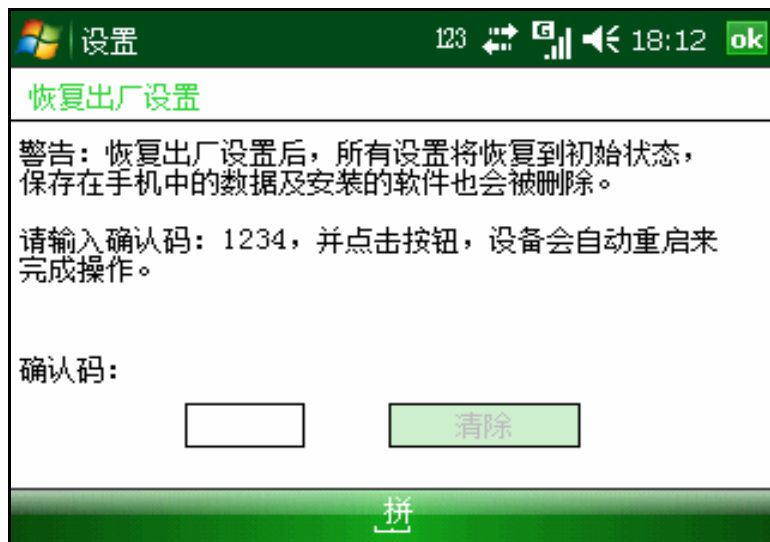 设置 123 G 18:12 ok
恢复出厂设置
警告：恢复出厂设置后，所有设置将恢复到初始状态，
保存在手机中的数据及安装的软件也会被删除。
请输入确认码：1234，并点击按钮，设备会自动重启来
完成操作。
确认码：
清除
拼